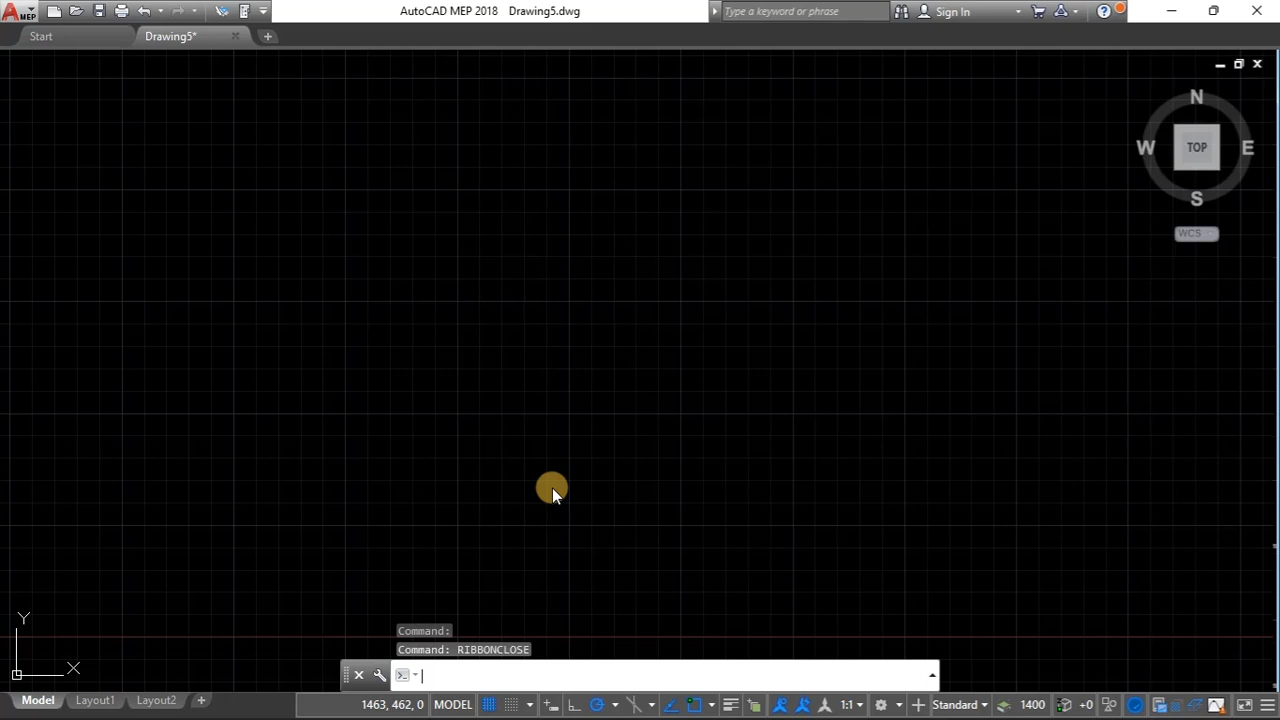 MEP
AutoCAD MEP 2018 Drawing5.dwg
Type a keyword or phrase
Sign In
Start
Drawing5*
N
W
TOP
E
S
WCS
Y
X
Command:
Command: RIBBONCLOSE
Model
Layout1
Layout2
1463, 462, 0
MODEL
1:1
Standard
1400
+0